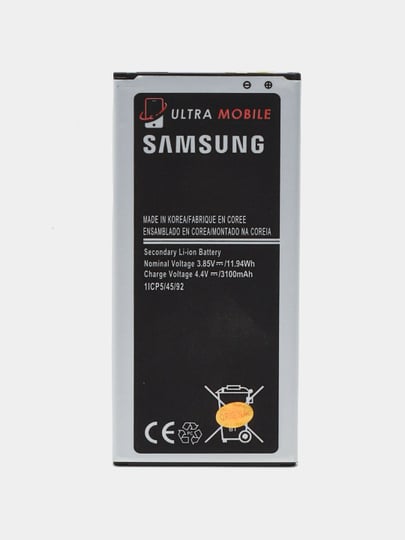 ULTRA MOBILE
SAMSUNG
MADE IN KOREA/FABRIQUE EN COREE
ENSAMBLADO EN COREA/MONTADO NA COREIA
Secondary Li-ion Battery
Nominal Voltage 3.85V⎓/11.94Wh
Charge Voltage 4.4V⎓/3100mAh
1ICP5/45/92
CE